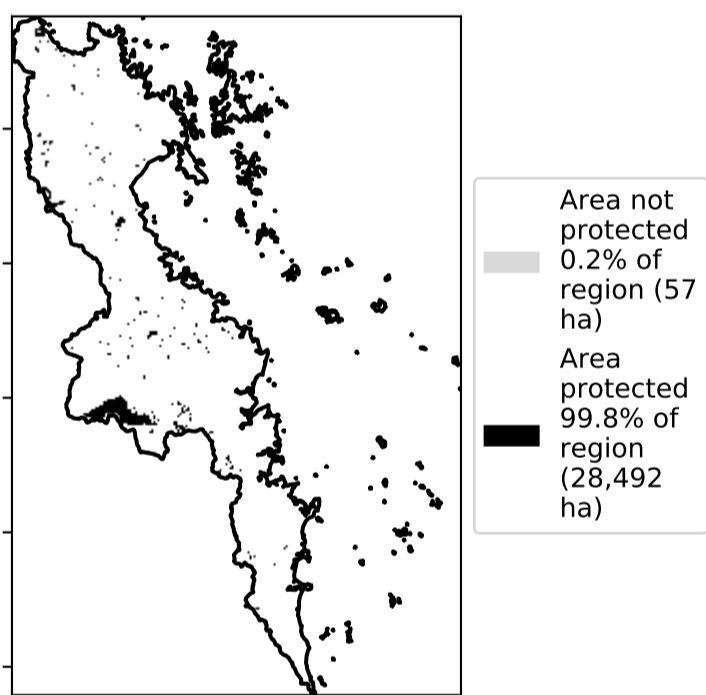 Area not
protected
0.2% of
region (57
ha)
Area
protected
99.8% of
region
(28,492
ha)